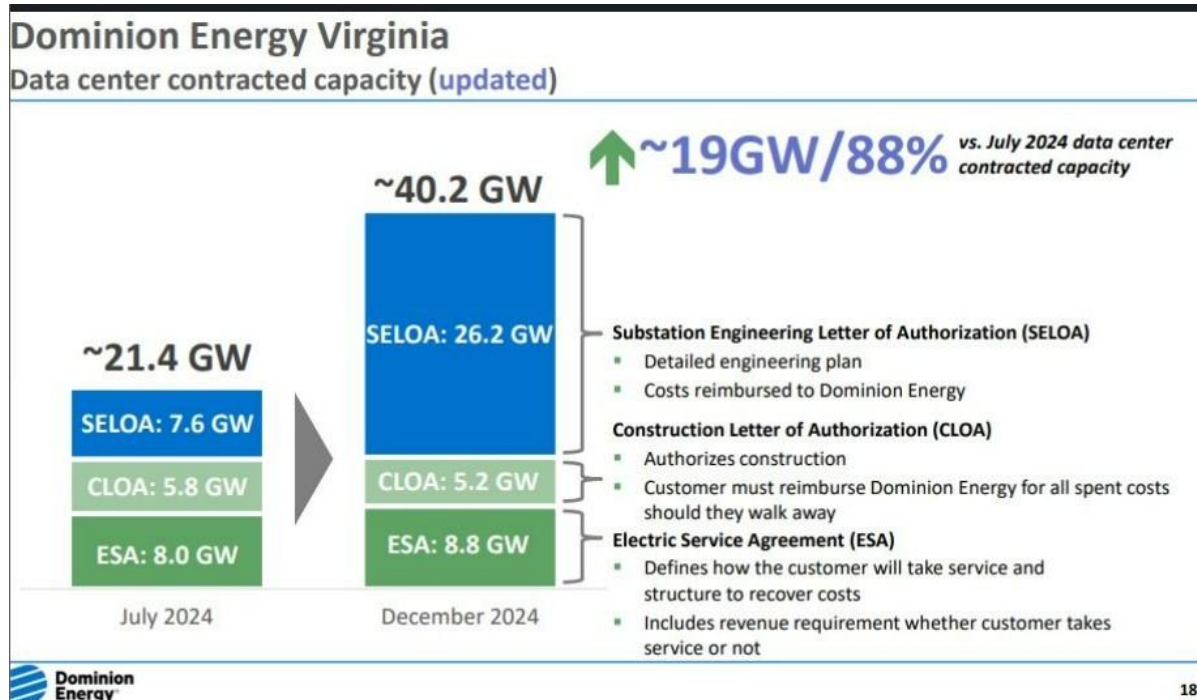 Dominion Energy Virginia
Data center contracted capacity (updated)
~19GW/88%
vs. July 2024 data center
contracted capacity
~21.4 GW
SELOA: 7.6 GW
CLOA: 5.8 GW
ESA: 8.0 GW
July 2024
~40.2 GW
SELOA: 26.2 GW
CLOA: 5.2 GW
ESA: 8.8 GW
December 2024
Substation Engineering Letter of Authorization (SELOA)
▪ Detailed engineering plan
▪ Costs reimbursed to Dominion Energy
Construction Letter of Authorization (CLOA)
▪ Authorizes construction
▪ Customer must reimburse Dominion Energy for all spent costs
should they walk away
Electric Service Agreement (ESA)
▪ Defines how the customer will take service and
structure to recover costs
▪ Includes revenue requirement whether customer takes
service or not
Dominion
Energy
18